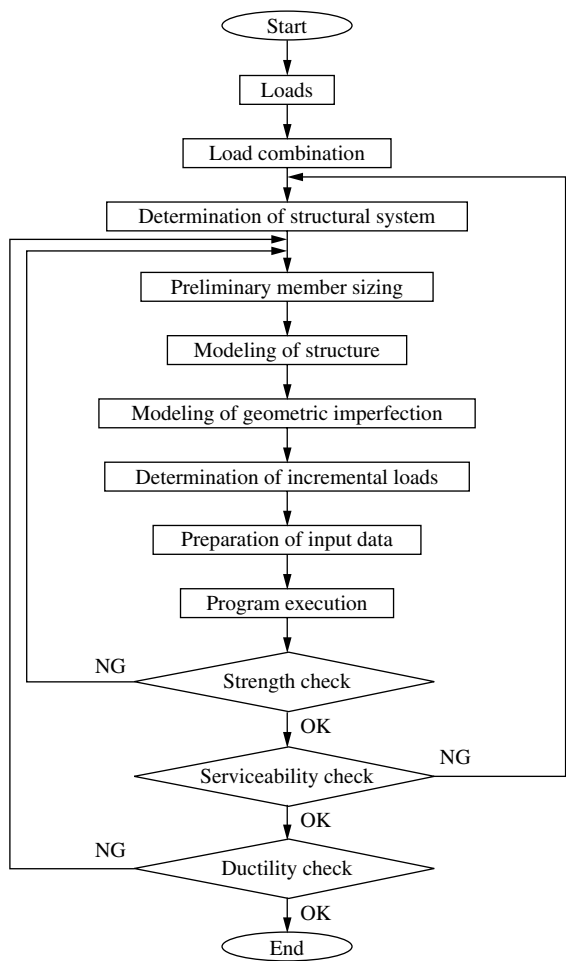 Start
Loads
Load combination
Determination of structural system
Preliminary member sizing
Modeling of structure
Modeling of geometric imperfection
Determination of incremental loads
Preparation of input data
Program execution
NG
Strength check
OK
NG
Serviceability check
OK
NG
Ductility check
OK
End